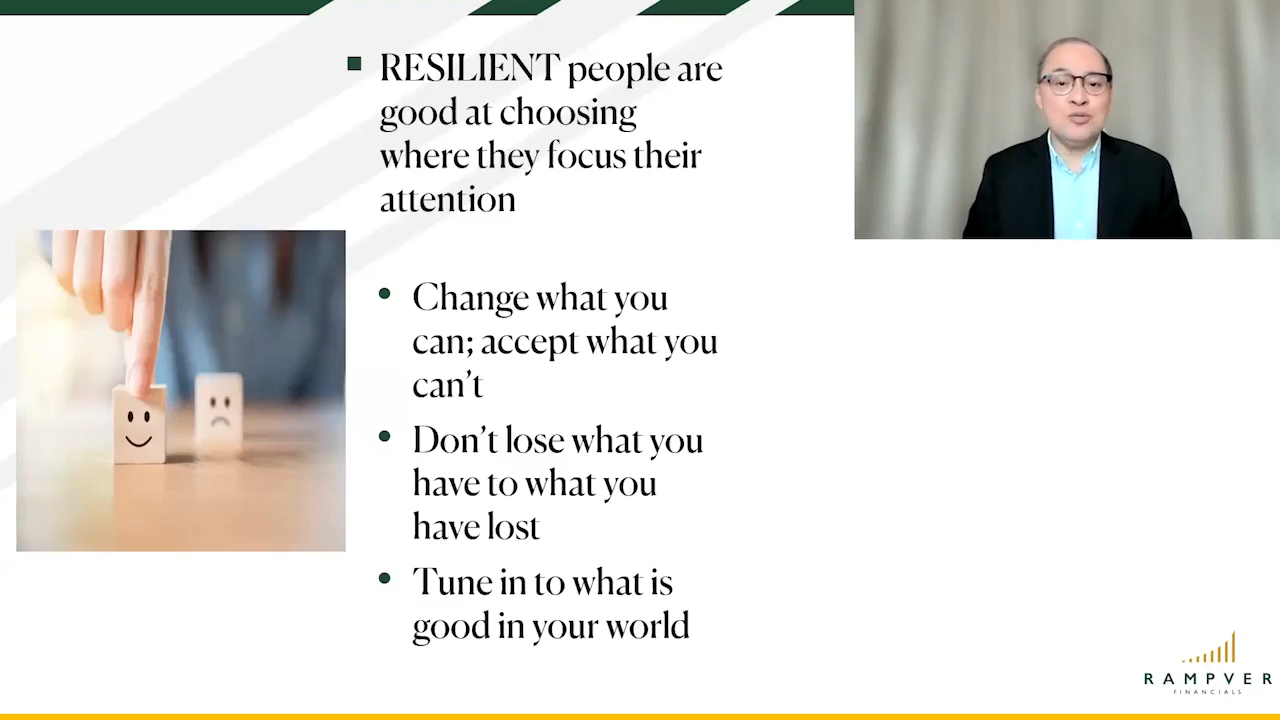 RESILIENT people are
good at choosing
where they focus their
attention
Change what you
can; accept what you
can’t
Don’t lose what you
have to what you
have lost
Tune in to what is
good in your world
RAMPVER
FINANCIALS